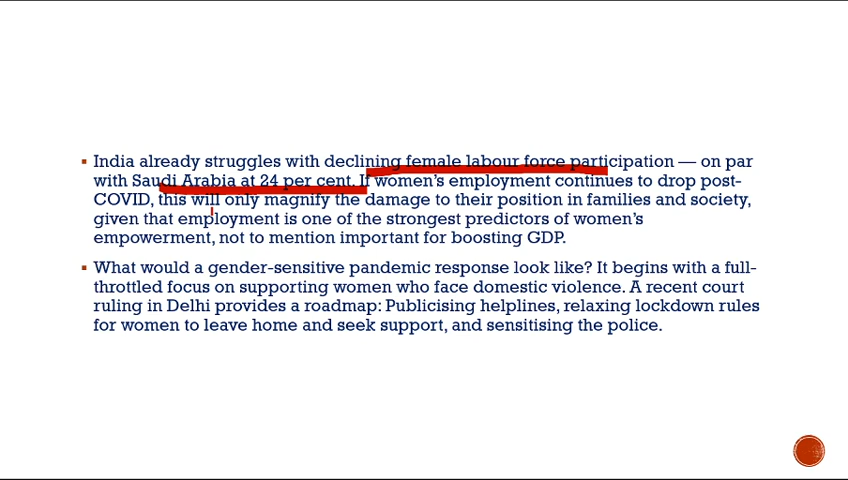 ▪ India already struggles with declining female labour force participation — on par
with Saudi Arabia at 24 per cent. If women's employment continues to drop post-
COVID, this will only magnify the damage to their position in families and society,
given that employment is one of the strongest predictors of women's
empowerment, not to mention important for boosting GDP.
▪ What would a gender-sensitive pandemic response look like? It begins with a full-
throttled focus on supporting women who face domestic violence. A recent court
ruling in Delhi provides a roadmap: Publicising helplines, relaxing lockdown rules
for women to leave home and seek support, and sensitising the police.